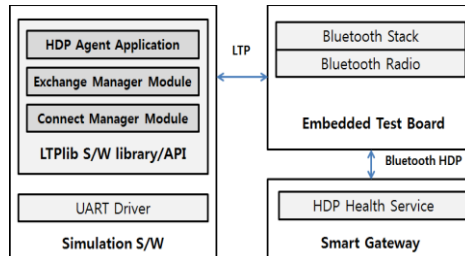 HDP Agent Application
Exchange Manager Module
Connect Manager Module
LTPlib S/W library/API
UART Driver
Simulation S/W
LTP
Bluetooth Stack
Bluetooth Radio
Embedded Test Board
Bluetooth HDP
HDP Health Service
Smart Gateway